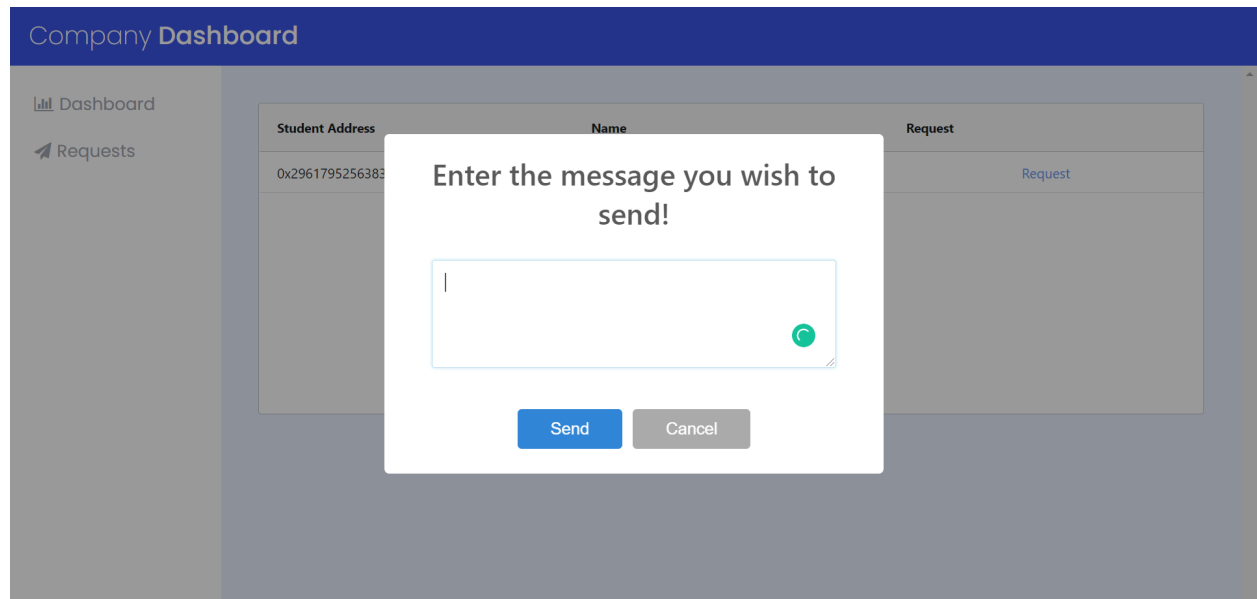 Company Dashboard
Dashboard
Requests
Student Address Name Request
0x2961795256383 Request
Enter the message you wish to
send!
Send Cancel